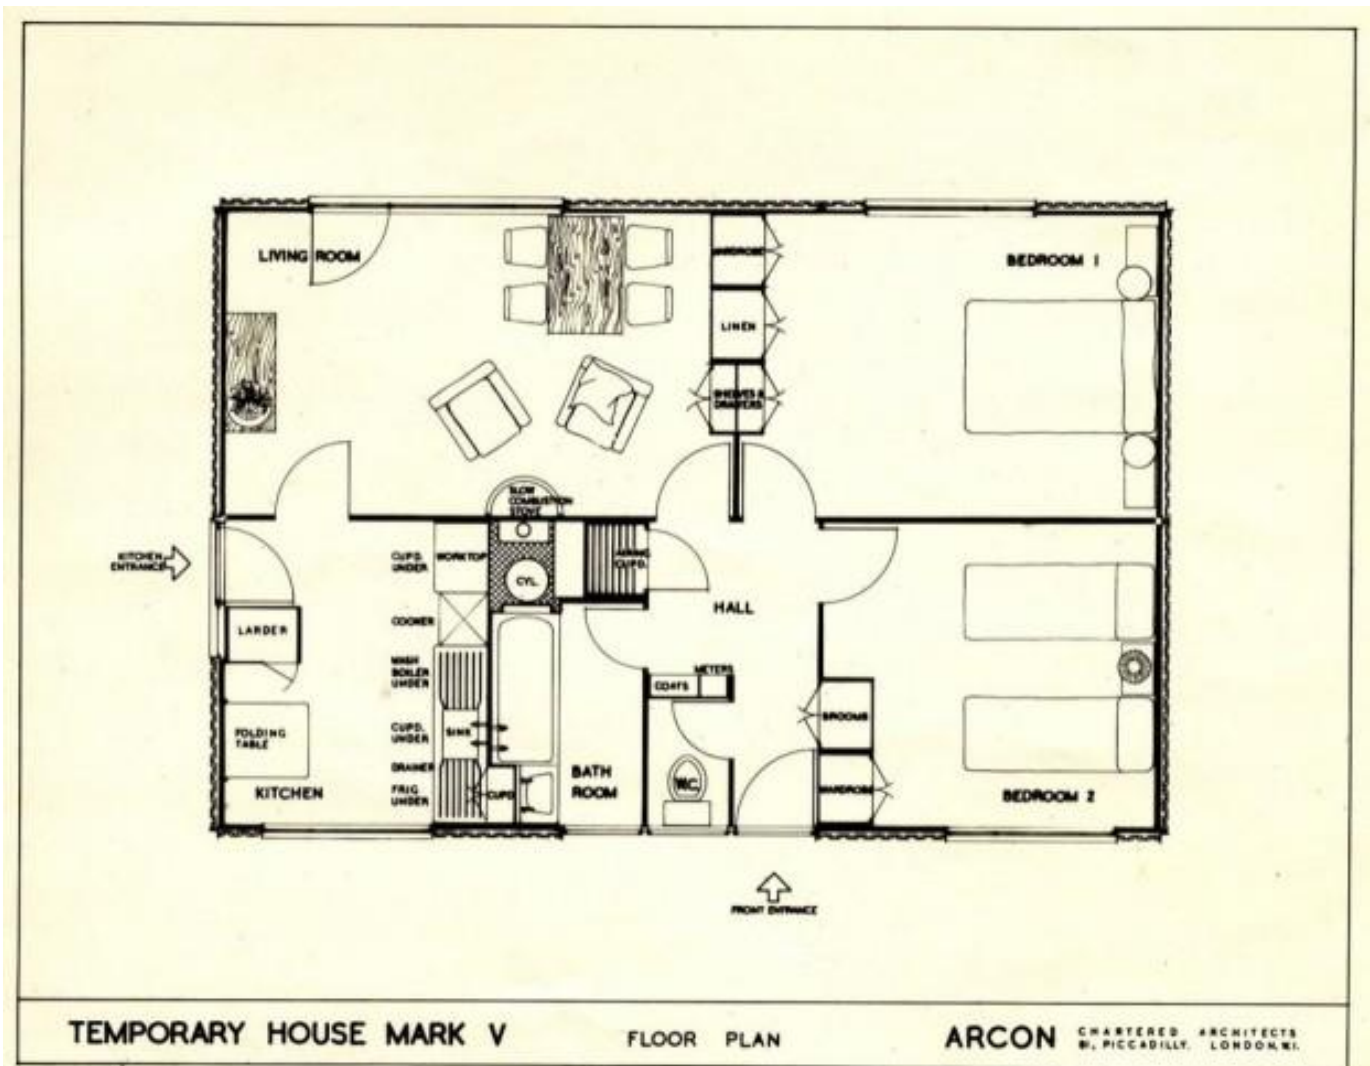 LIVING ROOM
WARDROBE
BEDROOM 1
LINEN
SHELVES &
DRAWERS
SLOW
COMBUSTION
STOVE
KITCHEN
ENTRANCE
CUPD.
UNDER
WORKTOP
CYL.
AIRING
CUPD.
HALL
LARDER
COOKER
WASH
BOILER
UNDER
METERS
COATS
FOLDING
TABLE
CUPD.
UNDER
SINK
BROOMS
DRAINER
BATH
ROOM
W.C.
KITCHEN
FRIG
UNDER
CUPD
WARDROBE
BEDROOM 2
FRONT ENTRANCE
TEMPORARY HOUSE MARK V
FLOOR PLAN
ARCON
CHARTERED ARCHITECTS
81, PICCADILLY. LONDON, W.1.